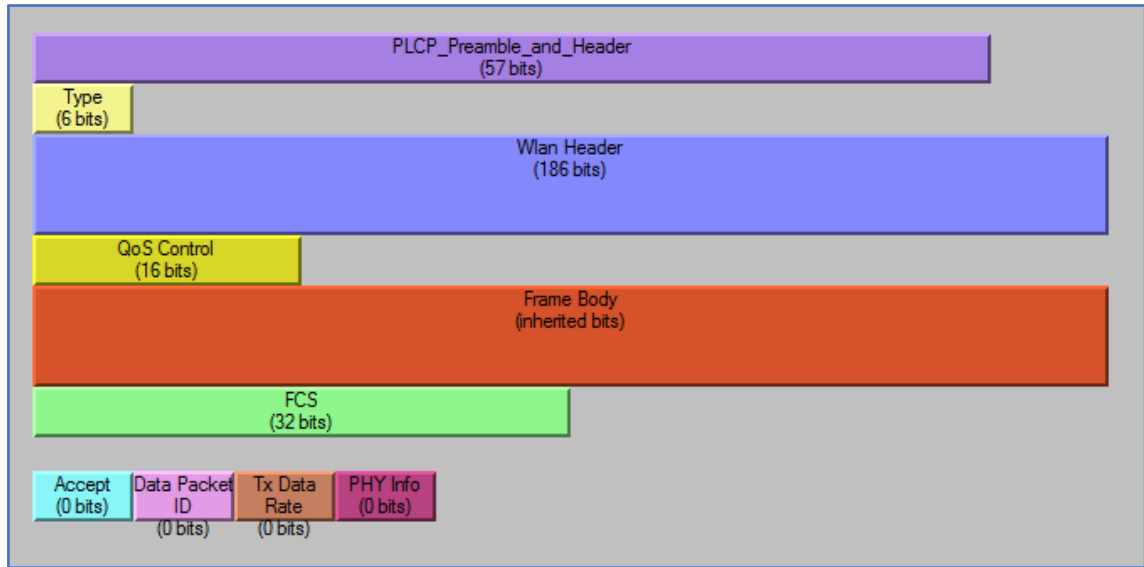 PLCP_Preamble_and_Header
(57 bits)
Type
(6 bits)
Wlan Header
(186 bits)
QoS Control
(16 bits)
Frame Body
(inherited bits)
FCS
(32 bits)
Accept
(0 bits)
Data Packet
ID
(0 bits)
Tx Data
Rate
(0 bits)
PHY Info
(0 bits)